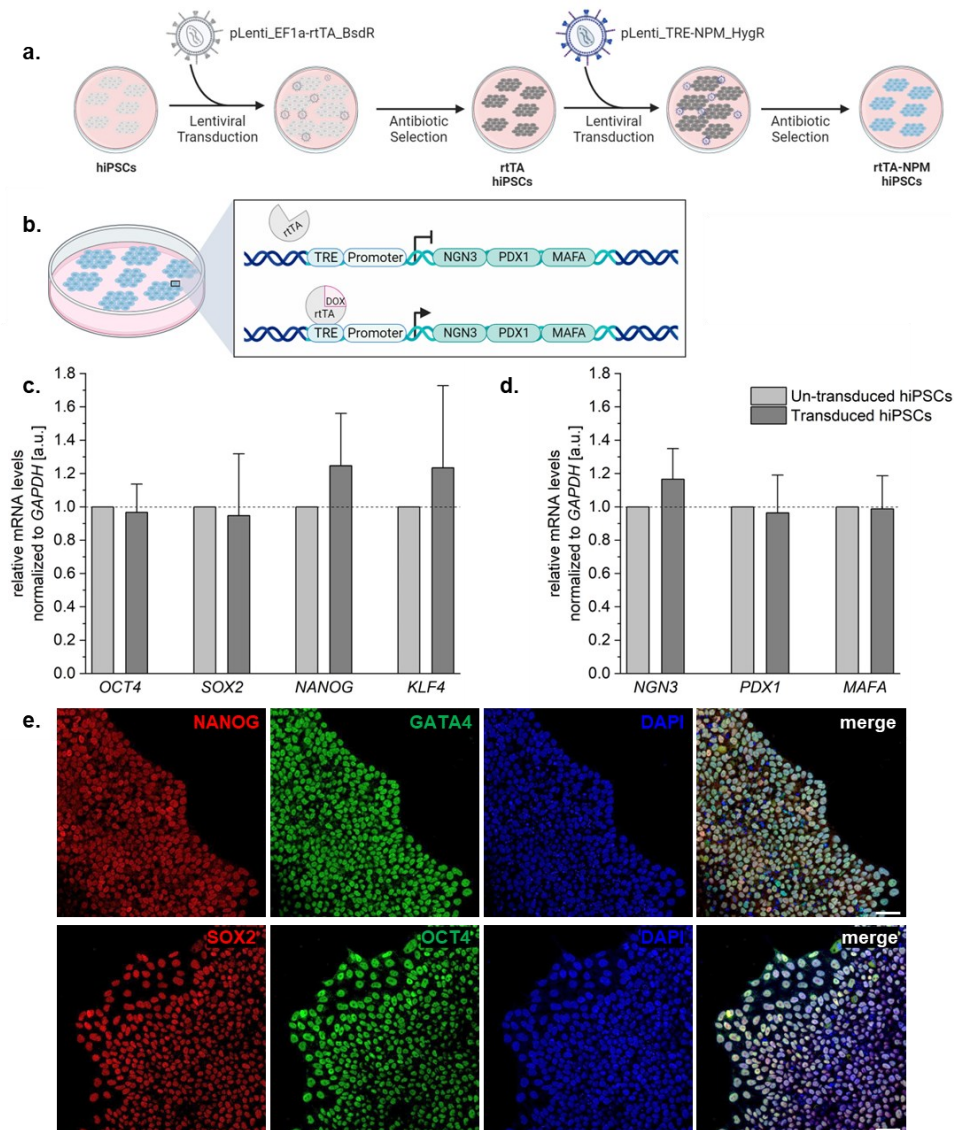 a.
pLenti_EF1a-rtTA_BsdR
pLenti_TRE-NPM_HygR
Lentiviral
Transduction
Antibiotic
Selection
Lentiviral
Transduction
Antibiotic
Selection
hiPSCs
rtTA
hiPSCs
rtTA-NPM
hiPSCs
b.
rtTA
TRE Promoter NGN3 PDX1 MAFA
DOX
rtTA
TRE Promoter NGN3 PDX1 MAFA
c.
relative mRNA levels
normalized to GAPDH [a.u.]
1.8
1.6
1.4
1.2
1.0
0.8
0.6
0.4
0.2
0.0
OCT4 SOX2 NANOG KLF4
d.
Un-transduced hiPSCs
Transduced hiPSCs
relative mRNA levels
normalized to GAPDH [a.u.]
1.8
1.6
1.4
1.2
1.0
0.8
0.6
0.4
0.2
0.0
NGN3 PDX1 MAFA
e.
NANOG GATA4 DAPI merge
SOX2 OCT4 DAPI merge